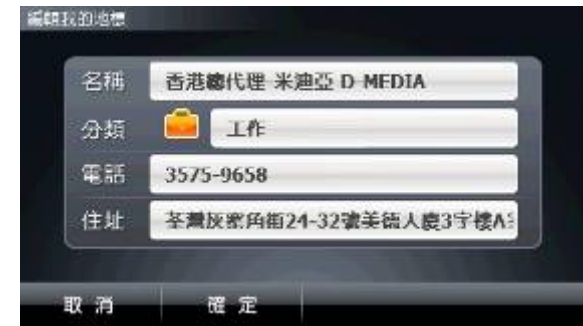 編輯我的地標
名稱 香港總代理 米迪亞 D-MEDIA
分類 工作
電話 3575-9658
住址 荃灣灰窰角街24-32號美德大廈3字樓A
取消 確定